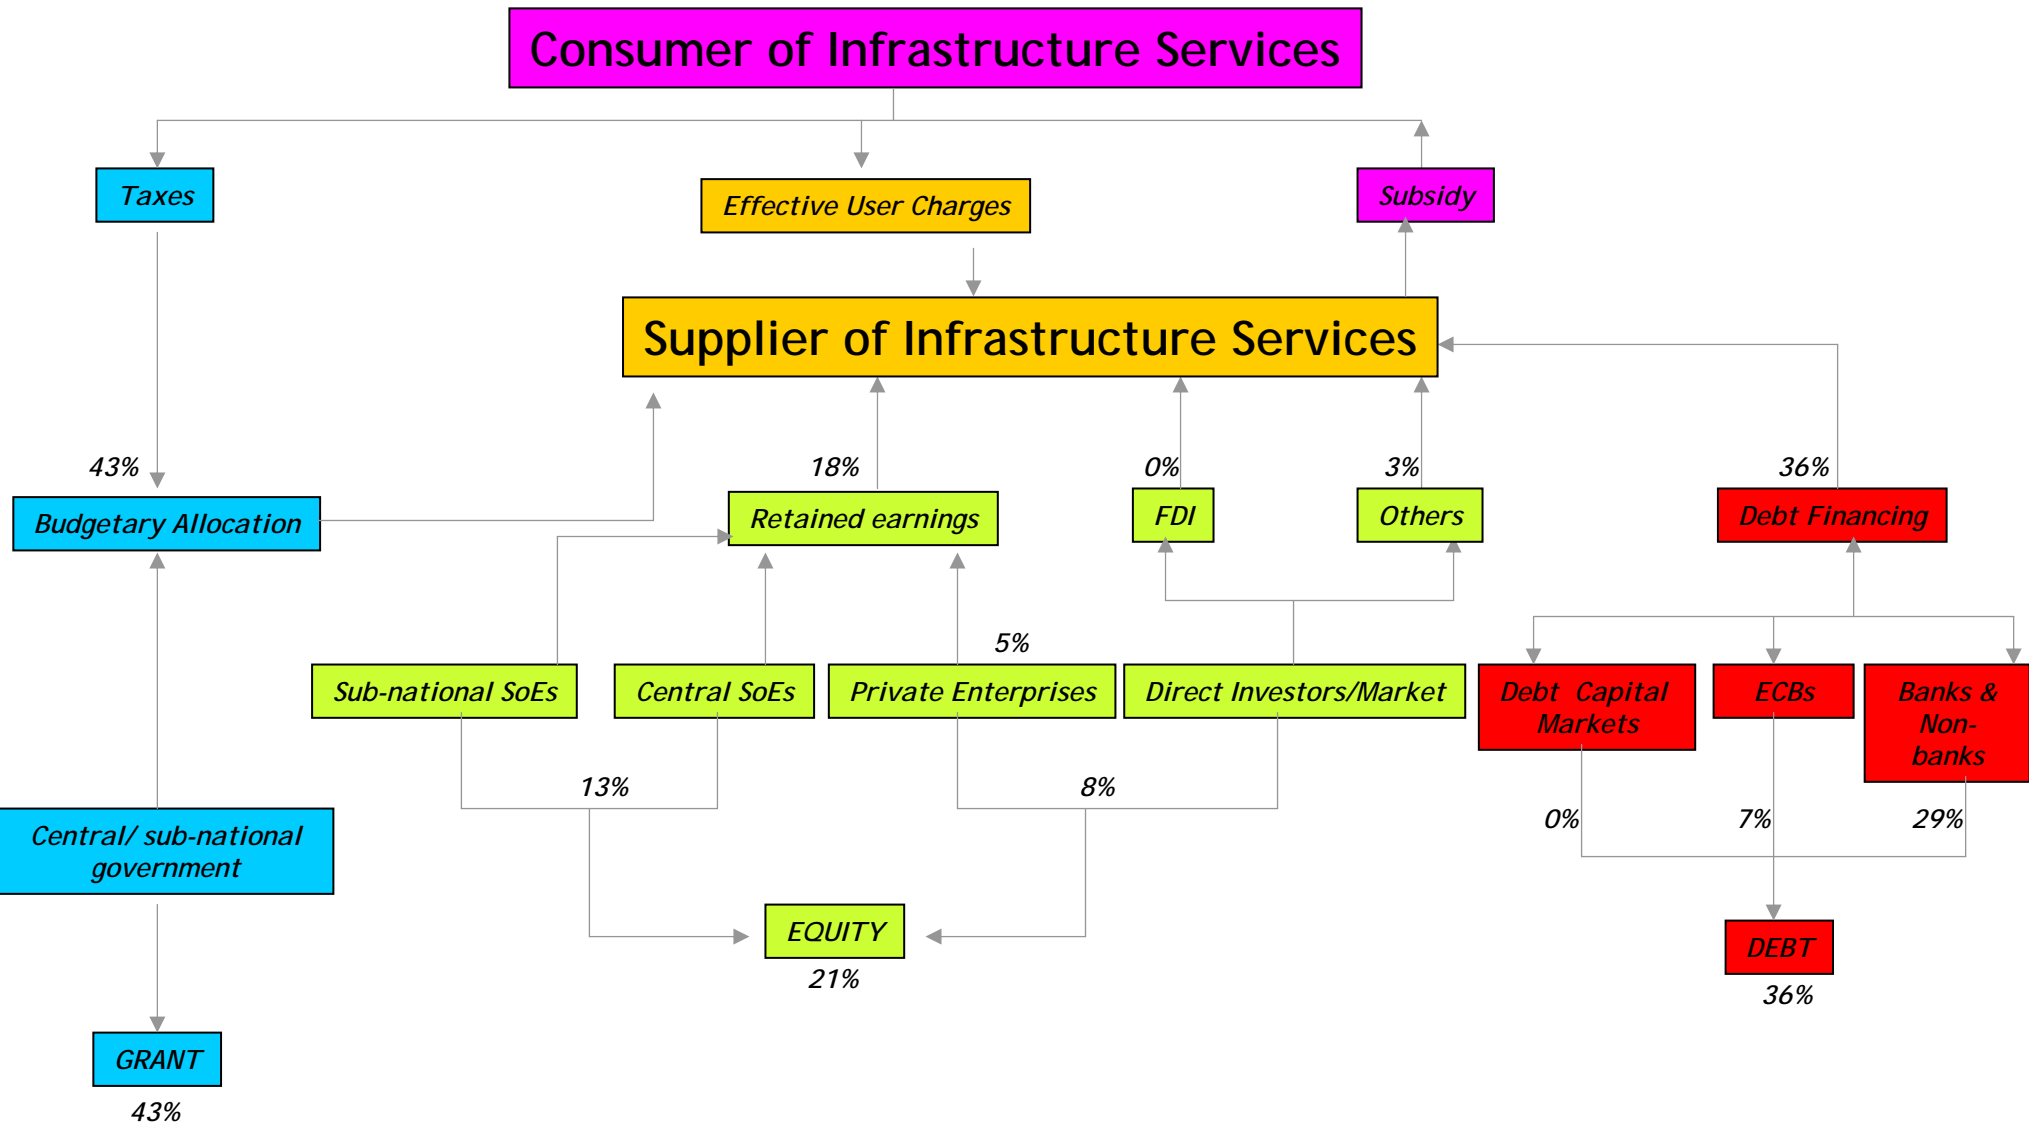 Consumer of Infrastructure Services
Taxes
Effective User Charges
Subsidy
Supplier of Infrastructure Services
43%
18%
0%
3%
36%
Budgetary Allocation
Retained earnings
FDI
Others
Debt Financing
5%
Sub-national SoEs
Central SoEs
Private Enterprises
Direct Investors/Market
Debt Capital
Markets
ECBs
Banks &
Non-
banks
13%
8%
0%
7%
29%
Central/ sub-national
government
EQUITY
21%
DEBT
36%
GRANT
43%